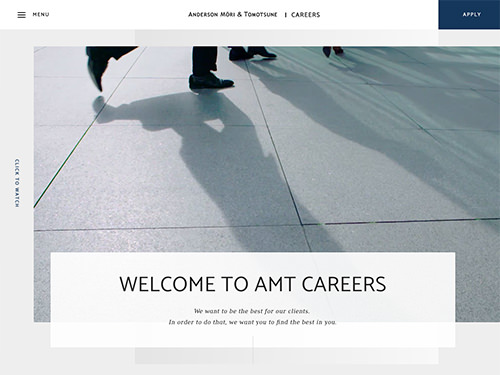 MENU
ANDERSON MŌRI & TOMOTSUNE | CAREERS
APPLY
CLICK TO WATCH
WELCOME TO AMT CAREERS
We want to be the best for our clients.
In order to do that, we want you to find the best in you.